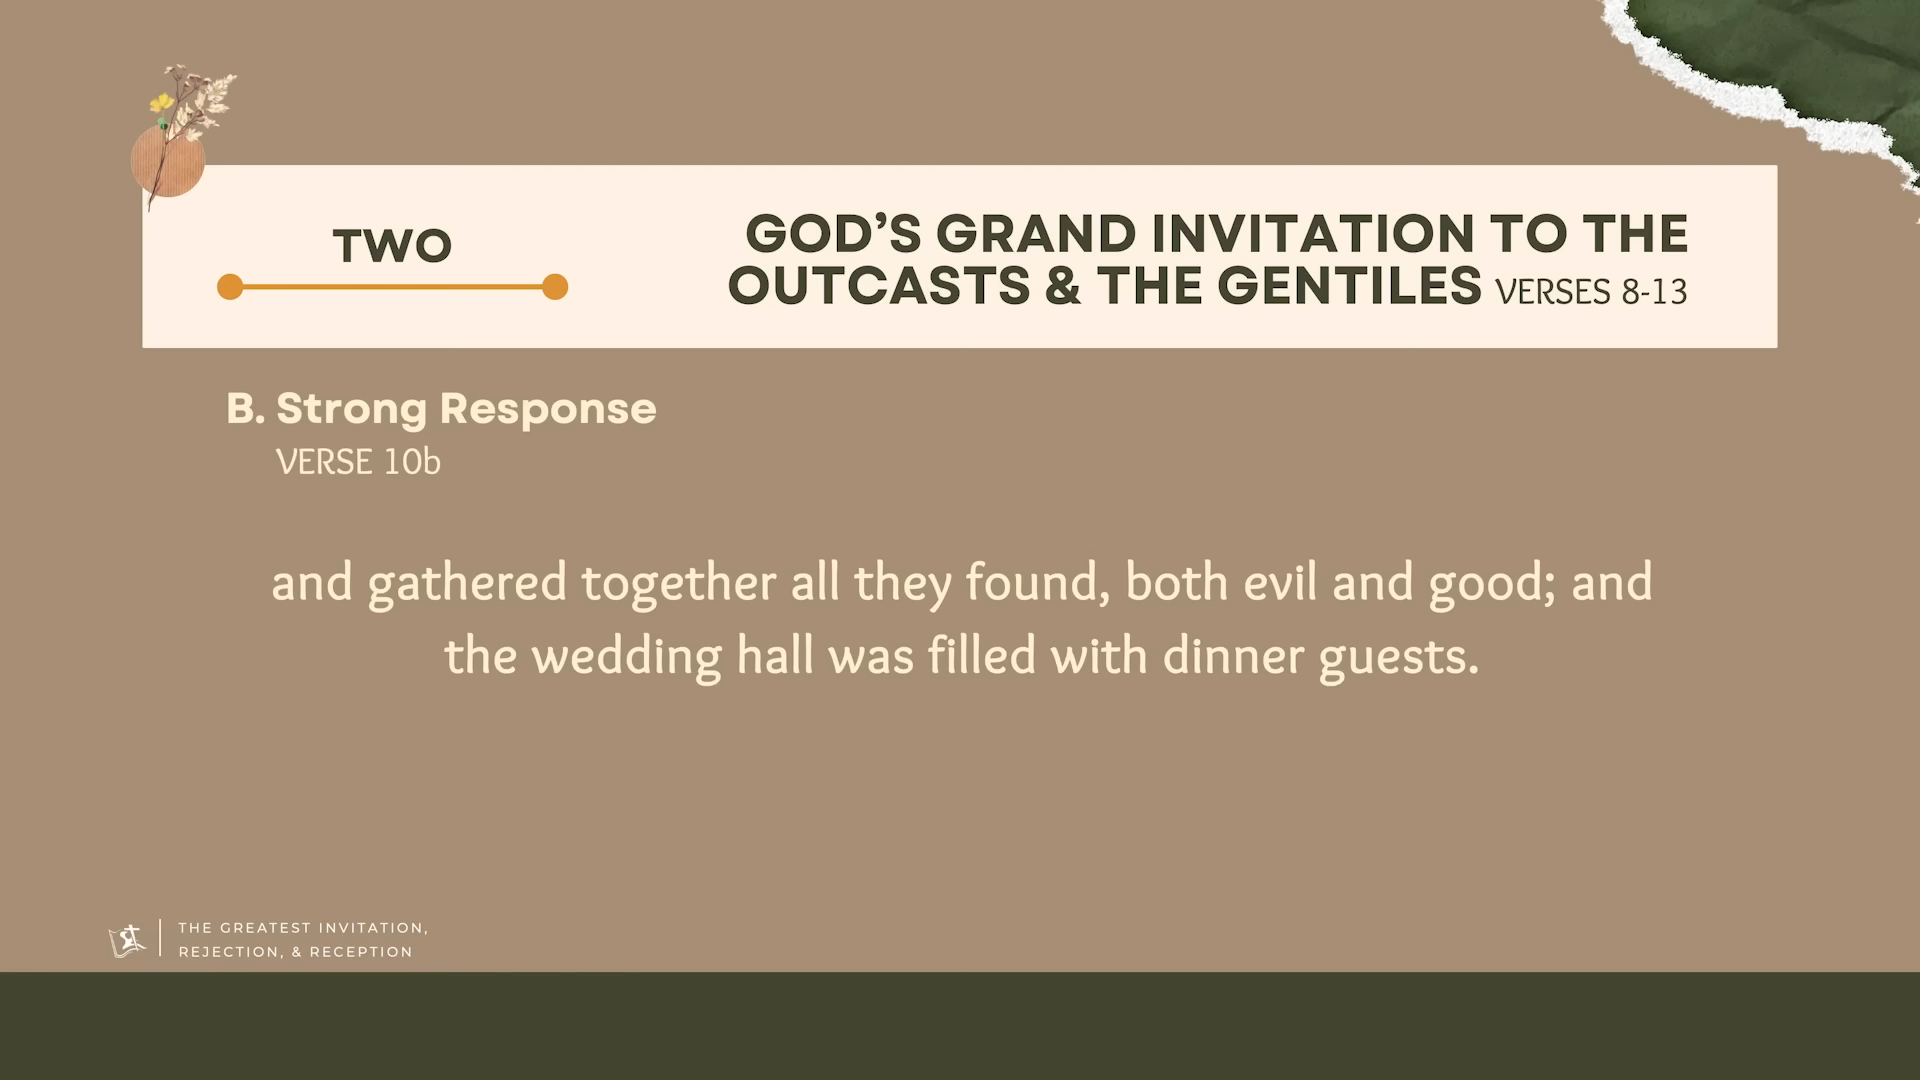 TWO
GOD’S GRAND INVITATION TO THE
OUTCASTS & THE GENTILES VERSES 8-13
B. Strong Response
VERSE 10b
and gathered together all they found, both evil and good; and
the wedding hall was filled with dinner guests.
THE GREATEST INVITATION,
REJECTION, & RECEPTION